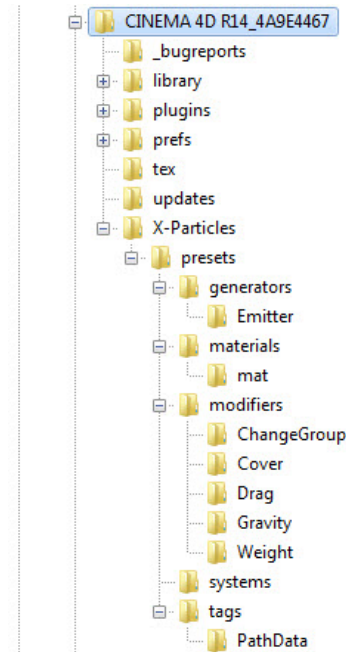 CINEMA 4D R14_4A9E4467
_bugreports
library
plugins
prefs
tex
updates
X-Particles
presets
generators
Emitter
materials
mat
modifiers
ChangeGroup
Cover
Drag
Gravity
Weight
systems
tags
PathData